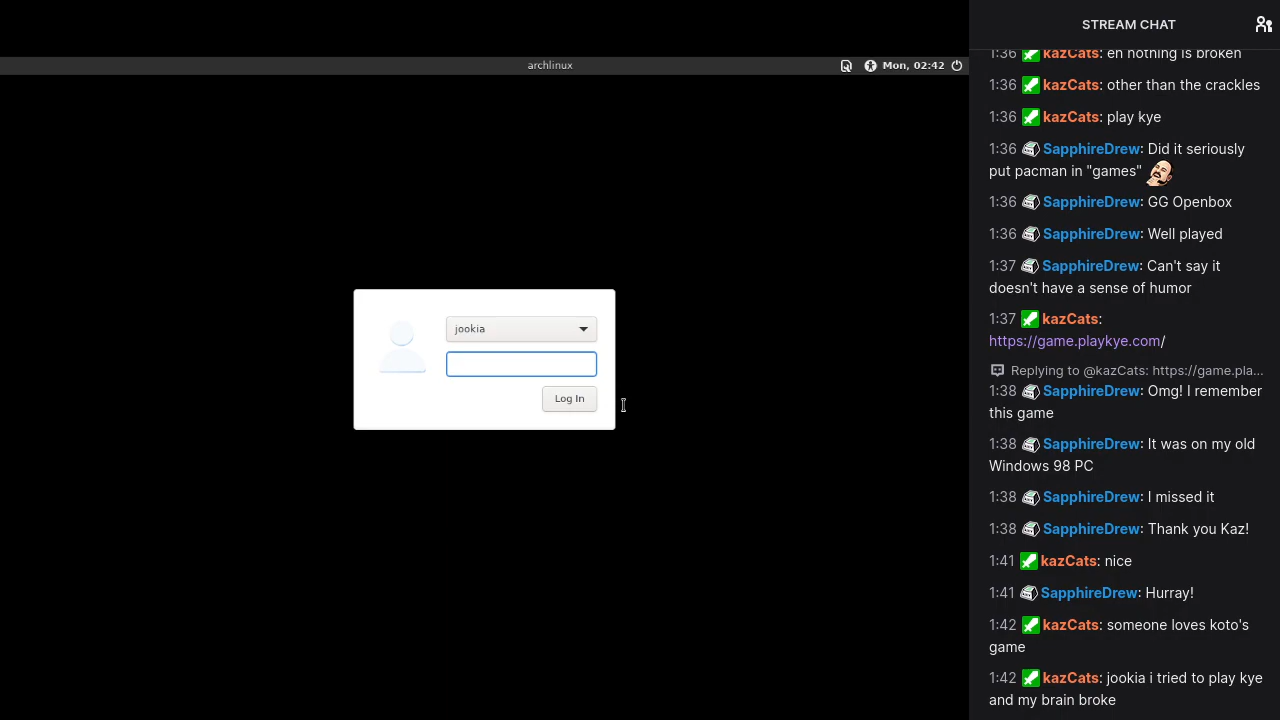 archlinux
Mon, 02:42
jookia
Log In
STREAM CHAT
1:36 kazCats: eh nothing is broken
1:36 kazCats: other than the crackles
1:36 kazCats: play kye
1:36 SapphireDrew: Did it seriously
put pacman in "games"
1:36 SapphireDrew: GG Openbox
1:36 SapphireDrew: Well played
1:37 SapphireDrew: Can't say it
doesn't have a sense of humor
1:37 kazCats:
https://game.playkye.com/
Replying to @kazCats: https://game.pla...
1:38 SapphireDrew: Omg! I remember
this game
1:38 SapphireDrew: It was on my old
Windows 98 PC
1:38 SapphireDrew: I missed it
1:38 SapphireDrew: Thank you Kaz!
1:41 kazCats: nice
1:41 SapphireDrew: Hurray!
1:42 kazCats: someone loves koto's
game
1:42 kazCats: jookia i tried to play kye
and my brain broke